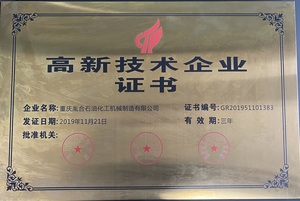 高新技术企业
证书
企业名称：重庆嵬台石油化工机械制造有限公司 证书编号：GR201951101383
发证日期：2019年11月21日 有效期：三年
批准机关：